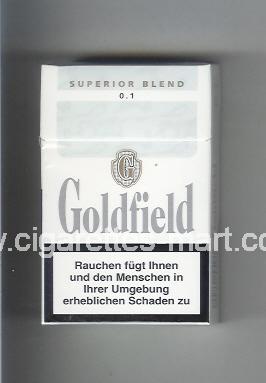 SUPERIOR BLEND
0.1
G
Goldfield
www.cigarettes-mart.com
Rauchen fügt Ihnen
und den Menschen in
Ihrer Umgebung
erheblichen Schaden zu